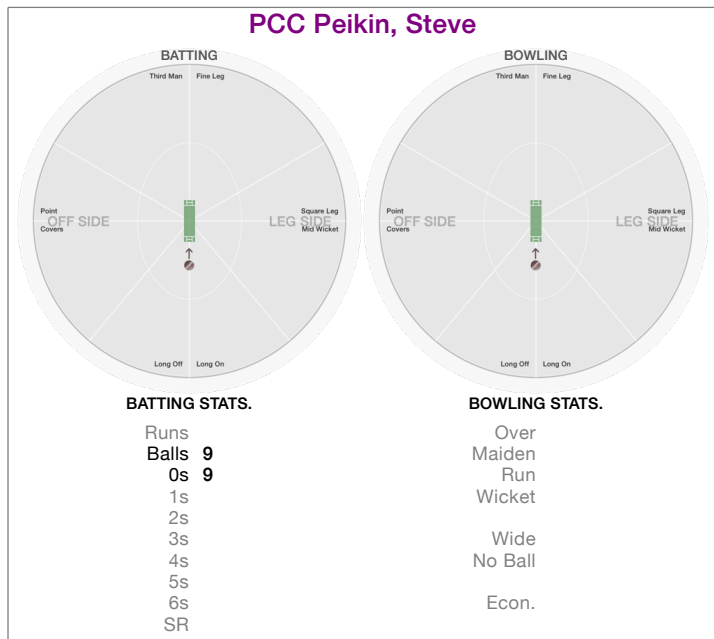 PCC Peikin, Steve
BATTING
Third Man Fine Leg
Point Square Leg
OFF SIDE LEG SIDE
Covers Mid Wicket
Long Off Long On
BOWLING
Third Man Fine Leg
Point Square Leg
OFF SIDE LEG SIDE
Covers Mid Wicket
Long Off Long On
BATTING STATS.
Runs
Balls 9
0s 9
1s
2s
3s
4s
5s
6s
SR
BOWLING STATS.
Over
Maiden
Run
Wicket
Wide
No Ball
Econ.